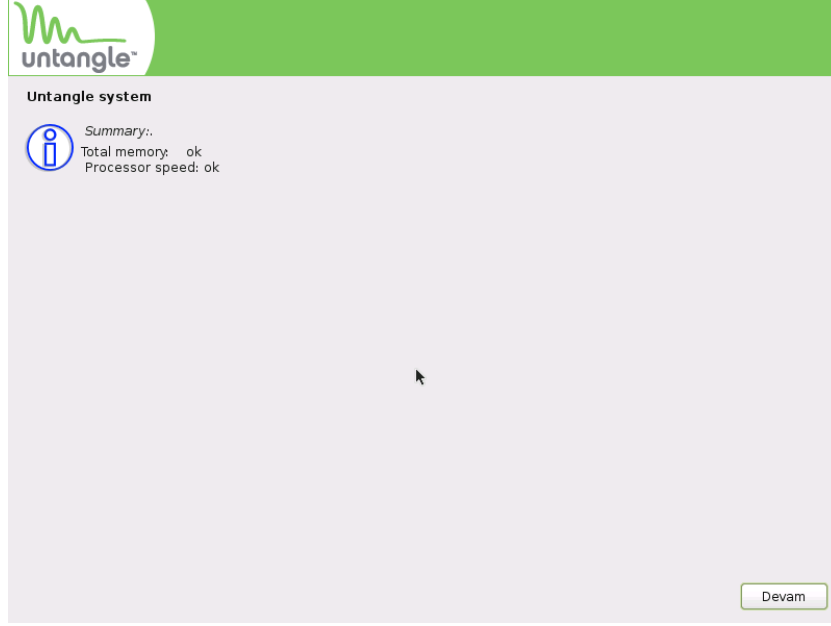 untangle™
Untangle system
Summary:.
Total memory: ok
Processor speed: ok
Devam